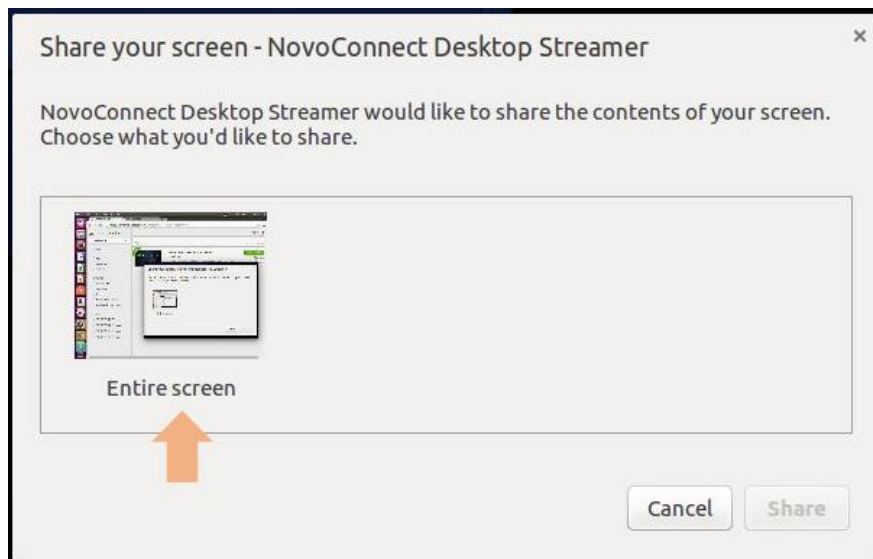 Share your screen - NovoConnect Desktop Streamer
×
NovoConnect Desktop Streamer would like to share the contents of your screen.
Choose what you'd like to share.
Entire screen
Cancel
Share